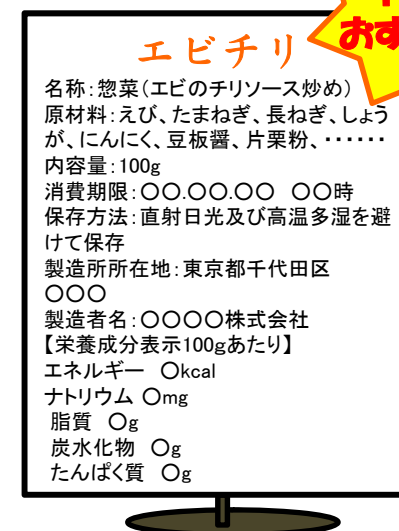 おす
エビチリ
名称：惣菜（エビのチリソース炒め）
原材料：えび、たまねぎ、長ねぎ、しょう
が、にんにく、豆板醤、片栗粉、・・・・・・
内容量：100g
消費期限：〇〇.〇〇.〇〇　〇〇時
保存方法：直射日光及び高温多湿を避
けて保存
製造所所在地：東京都千代田区
〇〇〇
製造者名：〇〇〇〇株式会社
【栄養成分表示100gあたり】
エネルギー　〇kcal
ナトリウム 〇mg
脂質　〇g
炭水化物　〇g
たんぱく質　〇g